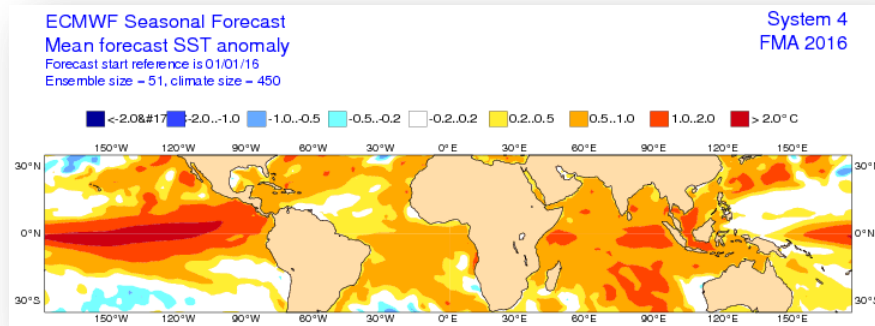 ECMWF Seasonal Forecast
Mean forecast SST anomaly
Forecast start reference is 01/01/16
Ensemble size = 51, climate size = 450
System 4
FMA 2016
<-2.0&#17 -2.0..-1.0 -1.0..-0.5 -0.5..-0.2 -0.2..0.2 0.2..0.5 0.5..1.0 1.0..2.0 > 2.0° C
150°W 120°W 90°W 60°W 30°W 0°E 30°E 60°E 90°E 120°E 150°E
30°N 30°N
0°N 0°N
30°S 30°S
150°W 120°W 90°W 60°W 30°W 0°E 30°E 60°E 90°E 120°E 150°E